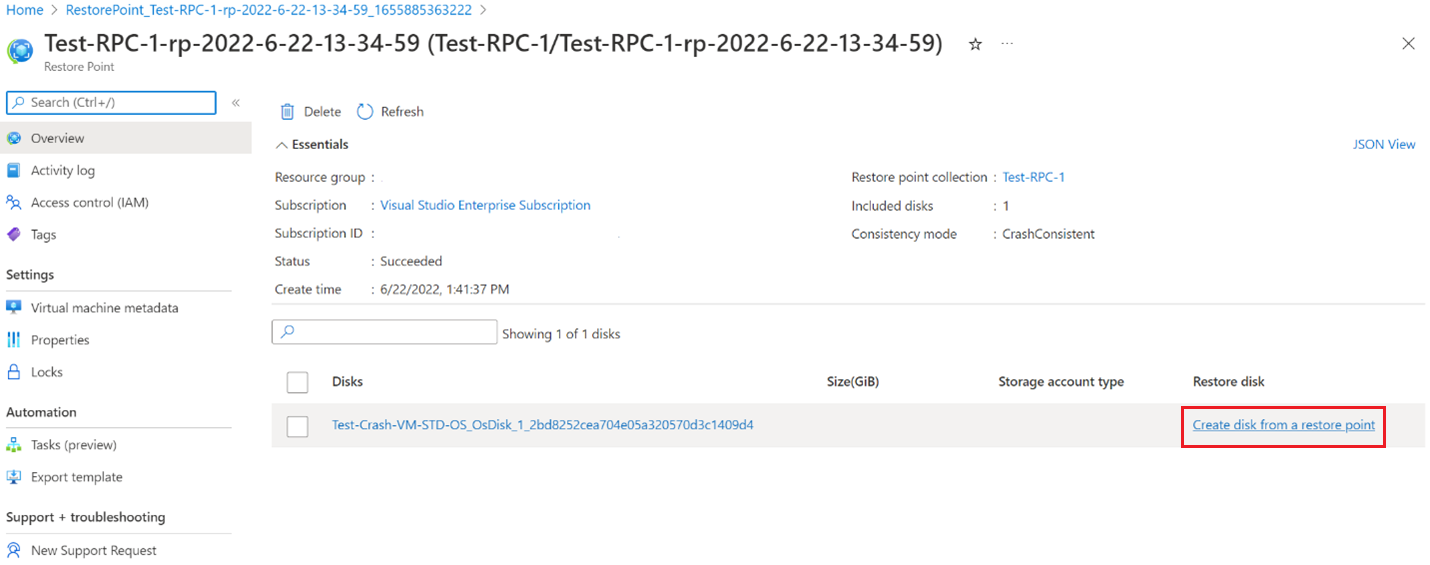 Home > RestorePoint_Test-RPC-1-rp-2022-6-22-13-34-59_1655885363222 >
Test-RPC-1-rp-2022-6-22-13-34-59 (Test-RPC-1/Test-RPC-1-rp-2022-6-22-13-34-59)
Restore Point
Search (Ctrl+/)
Overview
Activity log
Access control (IAM)
Tags
Settings
Virtual machine metadata
Properties
Locks
Automation
Tasks (preview)
Export template
Support + troubleshooting
New Support Request
Delete Refresh
Essentials
JSON View
Resource group :
Subscription : Visual Studio Enterprise Subscription
Subscription ID :
Status : Succeeded
Create time : 6/22/2022, 1:41:37 PM
Restore point collection : Test-RPC-1
Included disks : 1
Consistency mode : CrashConsistent
Showing 1 of 1 disks
Disks Size(GiB) Storage account type Restore disk
Test-Crash-VM-STD-OS_OsDisk_1_2bd8252cea704e05a320570d3c1409d4 Create disk from a restore point